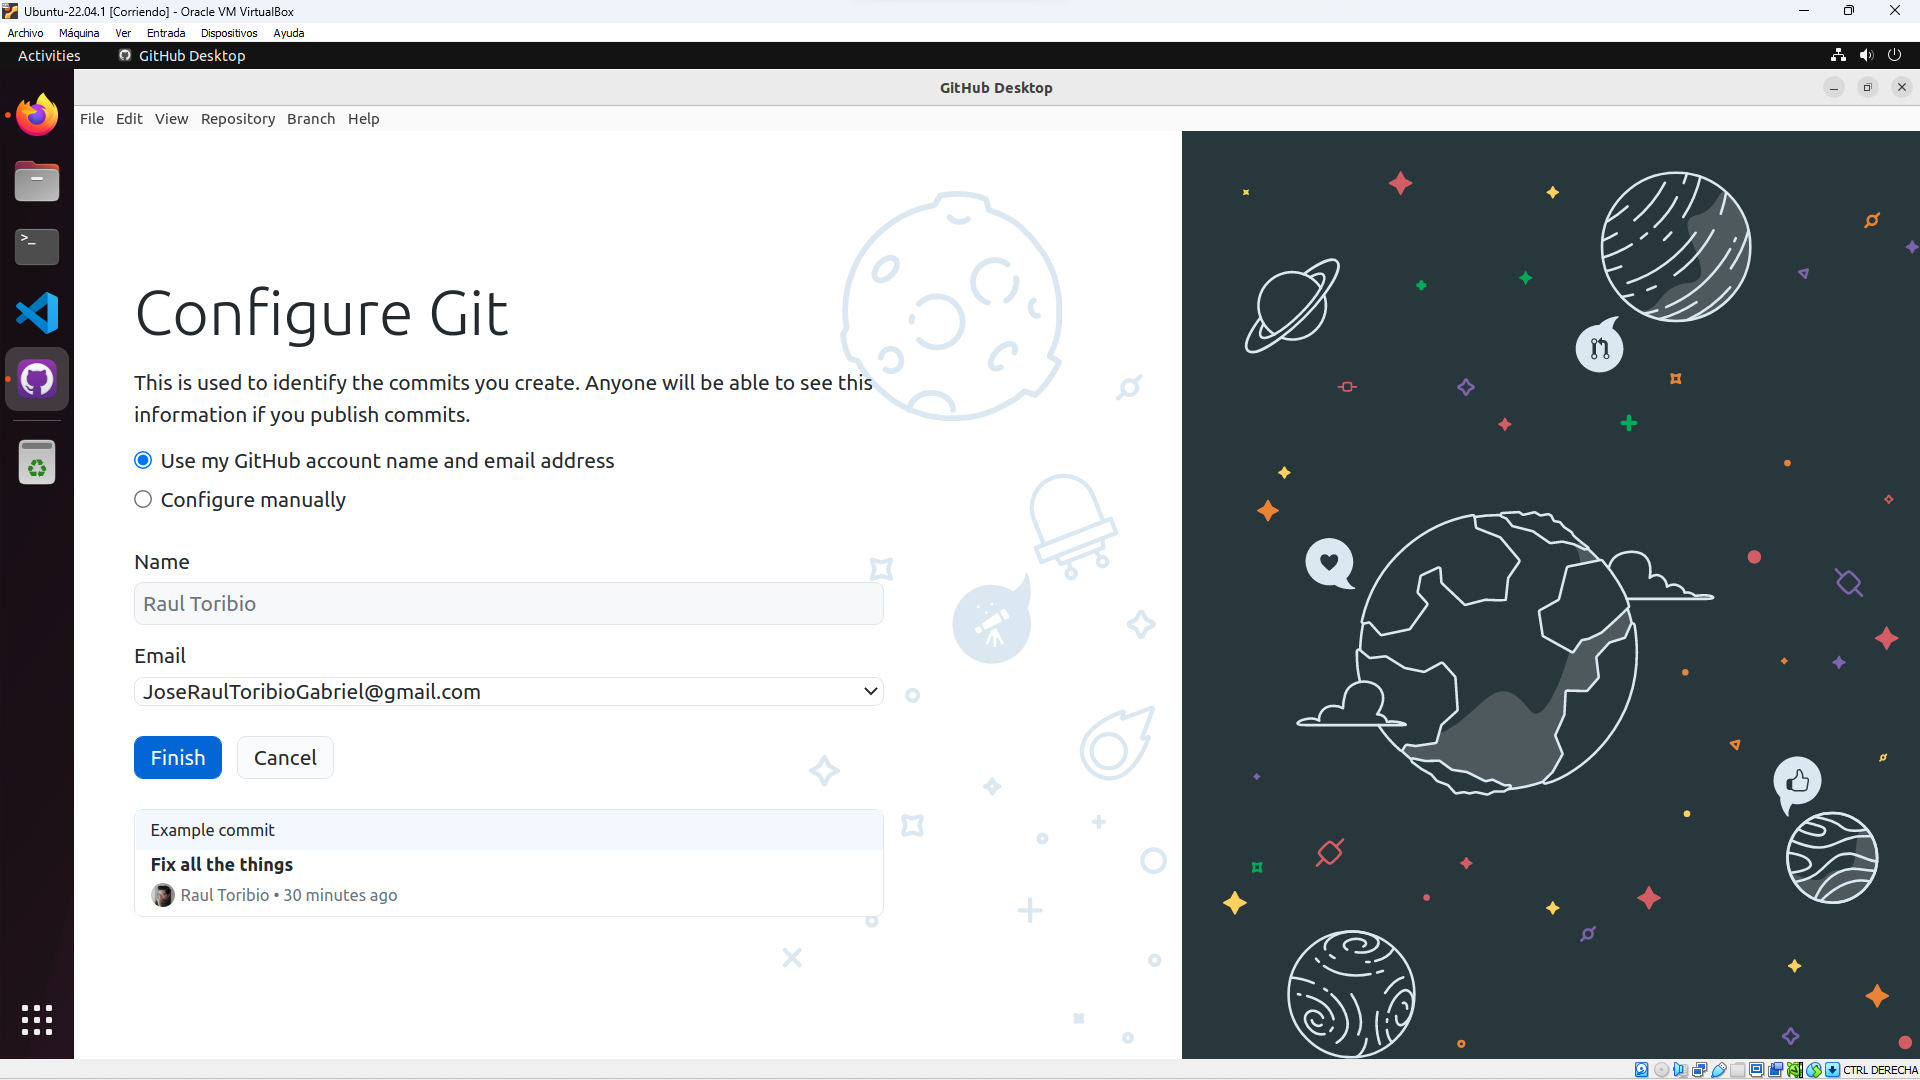 Ubuntu-22.04.1 [Corriendo] - Oracle VM VirtualBox
Archivo Máquina Ver Entrada Dispositivos Ayuda
Activities GitHub Desktop
GitHub Desktop
File Edit View Repository Branch Help
>_
Configure Git
This is used to identify the commits you create. Anyone will be able to see this
information if you publish commits.
Use my GitHub account name and email address
Configure manually
Name
Raul Toribio
Email
JoseRaulToribioGabriel@gmail.com
Finish Cancel
Example commit
Fix all the things
Raul Toribio • 30 minutes ago
CTRL DERECHA